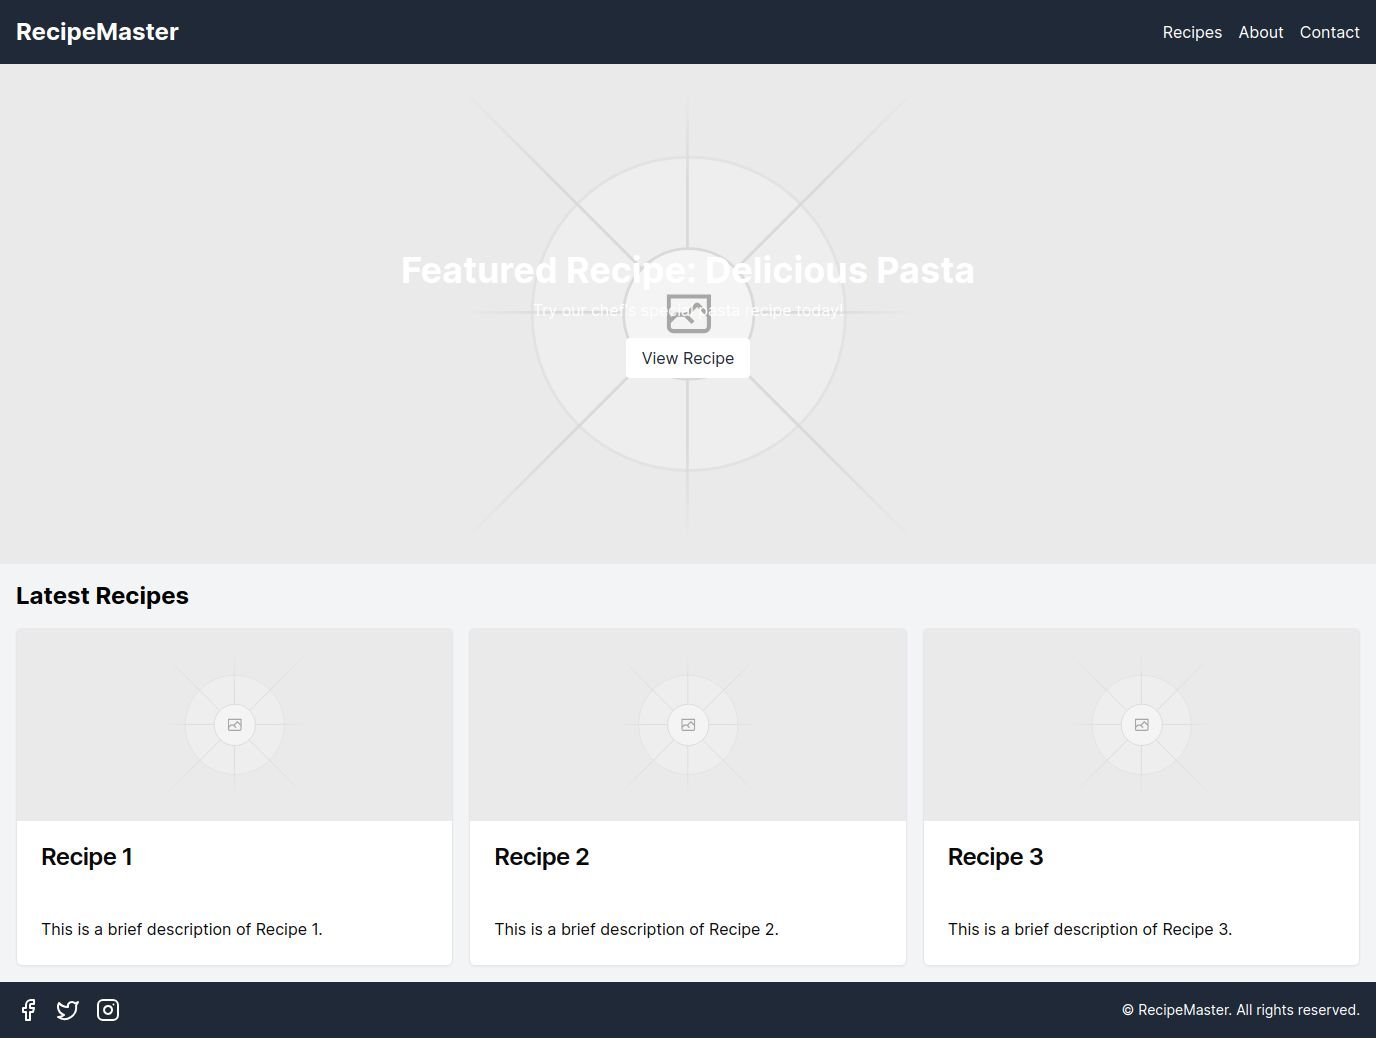 RecipeMaster
Recipes About Contact
Featured Recipe: Delicious Pasta
Try our chef's special pasta recipe today!
View Recipe
Latest Recipes
Recipe 1
This is a brief description of Recipe 1.
Recipe 2
This is a brief description of Recipe 2.
Recipe 3
This is a brief description of Recipe 3.
© RecipeMaster. All rights reserved.